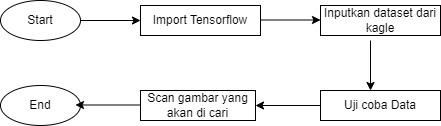 Start
Import Tensorflow
Inputkan dataset dari
kagle
Uji coba Data
Scan gambar yang
akan di cari
End